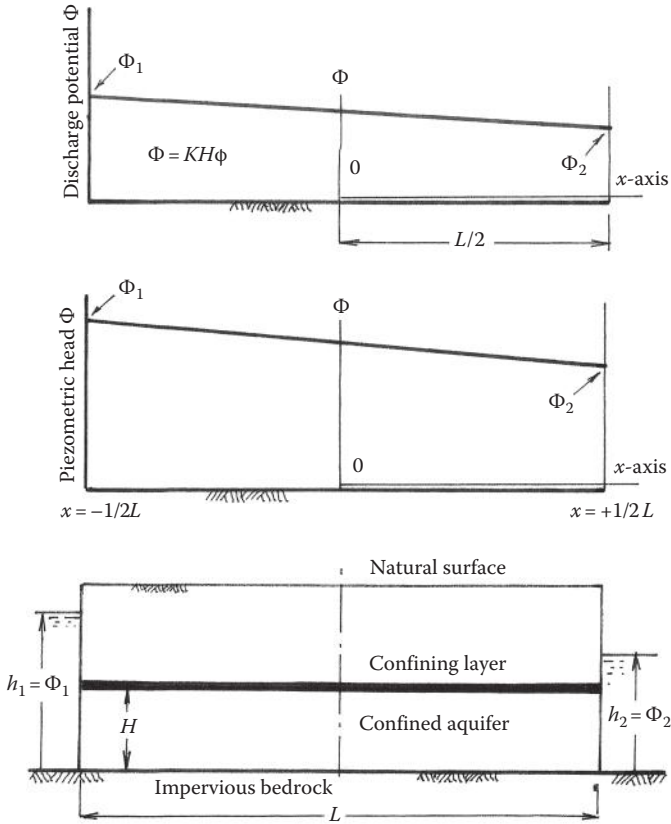 Discharge potential Φ
Φ₁
Φ
Φ = KHϕ
0
Φ₂
x-axis
L/2
Piezometric head Φ
Φ₁
Φ
Φ₂
0
x-axis
x = −1/2L
x = +1/2 L
Natural surface
Confining layer
h₁ = Φ₁
h₂ = Φ₂
H
Confined aquifer
Impervious bedrock
L